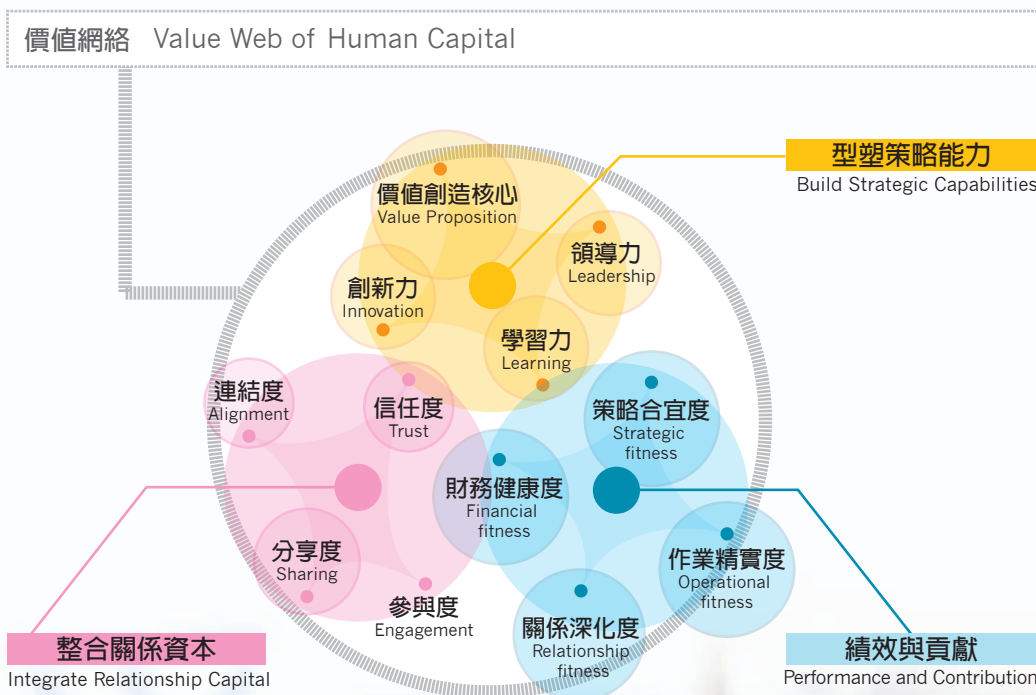 價值網絡 Value Web of Human Capital
型塑策略能力
Build Strategic Capabilities
價值創造核心
Value Proposition
領導力
Leadership
創新力
Innovation
學習力
Learning
連結度
Alignment
信任度
Trust
策略合宜度
Strategic
fitness
財務健康度
Financial
fitness
分享度
Sharing
作業精實度
Operational
fitness
參與度
Engagement
關係深化度
Relationship
fitness
整合關係資本
Integrate Relationship Capital
績效與貢獻
Performance and Contribution